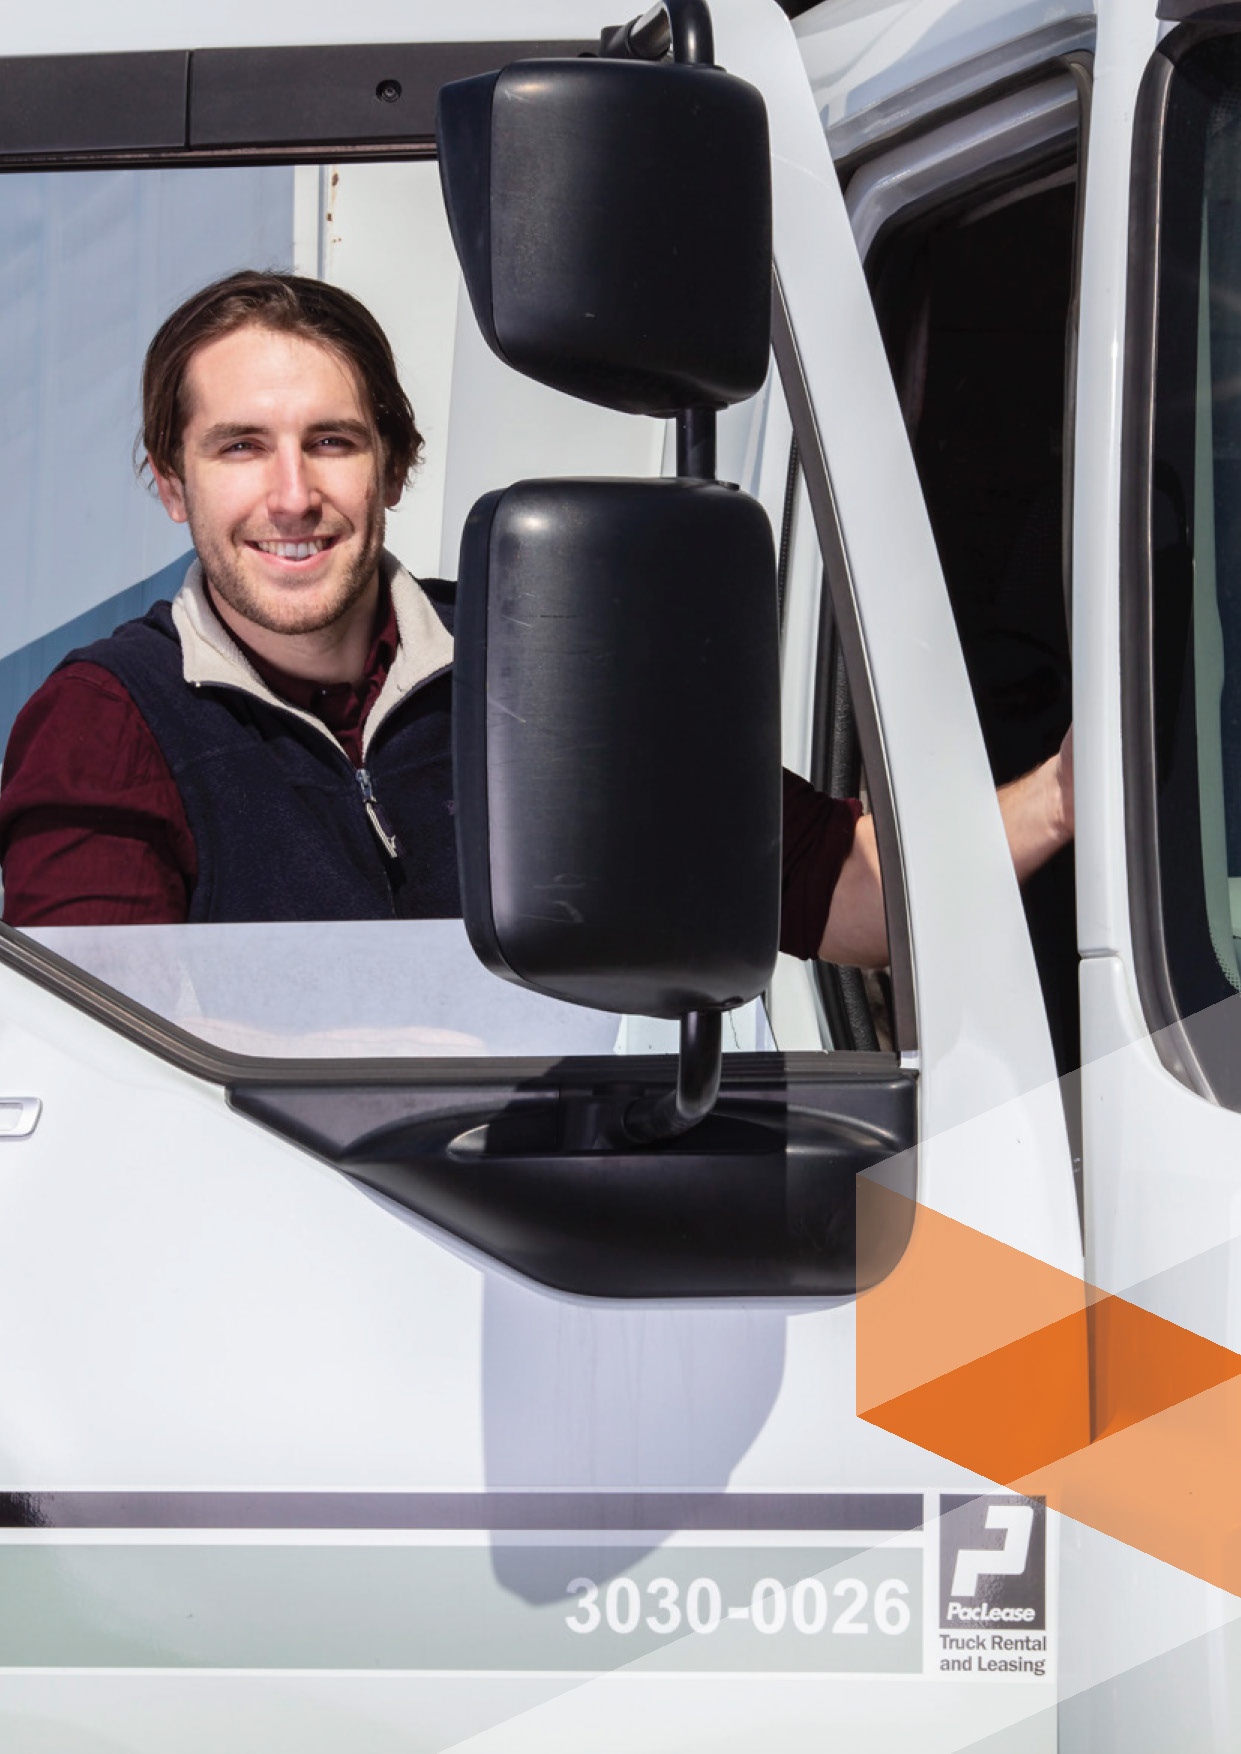 3030-0026
PacLease
Truck Rental
and Leasing